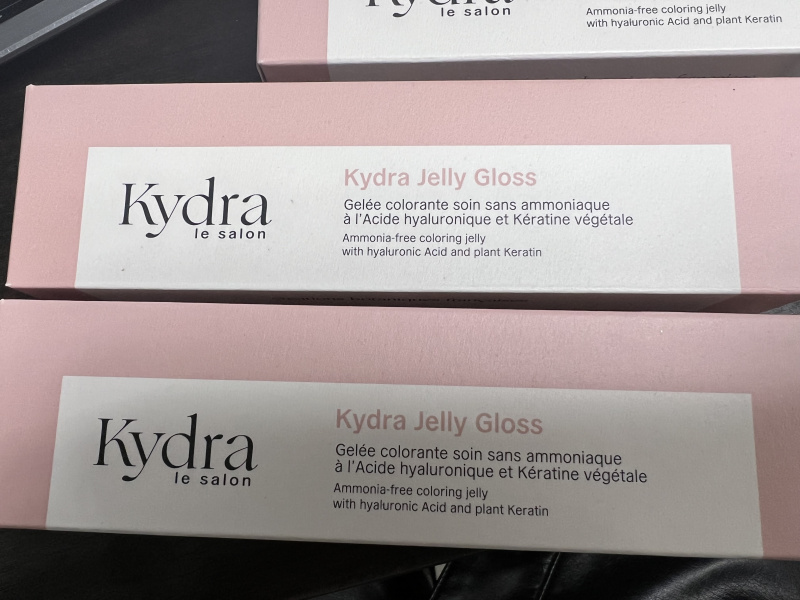 Kydra
le salon
Ammonia-free coloring jelly
with hyaluronic Acid and plant Keratin
Kydra
le salon
Kydra Jelly Gloss
Gelée colorante soin sans ammoniaque
à l'Acide hyaluronique et Kératine végétale
Ammonia-free coloring jelly
with hyaluronic Acid and plant Keratin
Kydra
le salon
Kydra Jelly Gloss
Gelée colorante soin sans ammoniaque
à l'Acide hyaluronique et Kératine végétale
Ammonia-free coloring jelly
with hyaluronic Acid and plant Keratin